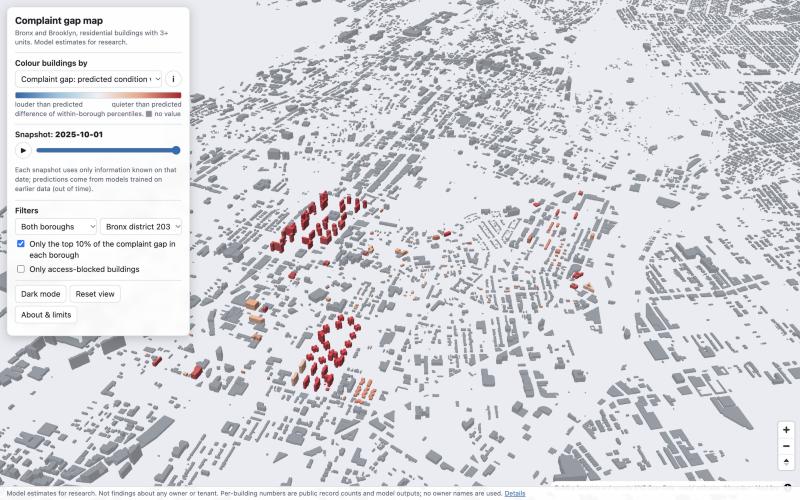 Complaint gap map
Bronx and Brooklyn, residential buildings with 3+
units. Model estimates for research.
Colour buildings by
Complaint gap: predicted condition
i
louder than predicted
quieter than predicted
difference of within-borough percentiles.
no value
Snapshot: 2025-10-01
Each snapshot uses only information known on that
date; predictions come from models trained on
earlier data (out of time).
Filters
Both boroughs
Bronx district 203
Only the top 10% of the complaint gap in
each borough
Only access-blocked buildings
Dark mode
Reset view
About & limits
+
−
Model estimates for research. Not findings about any owner or tenant. Per-building numbers are public record counts and model outputs; no owner names are used. Details